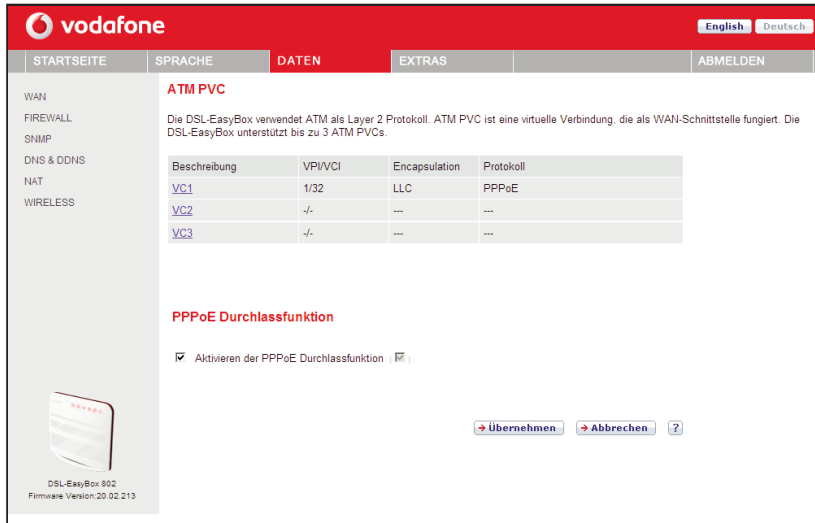 vodafone
English Deutsch
STARTSEITE SPRACHE DATEN EXTRAS ABMELDEN
WAN
FIREWALL
SNMP
DNS & DDNS
NAT
WIRELESS
ATM PVC
Die DSL-EasyBox verwendet ATM als Layer 2 Protokoll. ATM PVC ist eine virtuelle Verbindung, die als WAN-Schnittstelle fungiert. Die
DSL-EasyBox unterstützt bis zu 3 ATM PVCs.
Beschreibung VPI/VCI Encapsulation Protokoll
VC1 1/32 LLC PPPoE
VC2 -/- --- ---
VC3 -/- --- ---
PPPoE Durchlassfunktion
Aktivieren der PPPoE Durchlassfunktion ( )
Übernehmen Abbrechen ?
DSL-EasyBox 802
Firmware Version:20.02.213